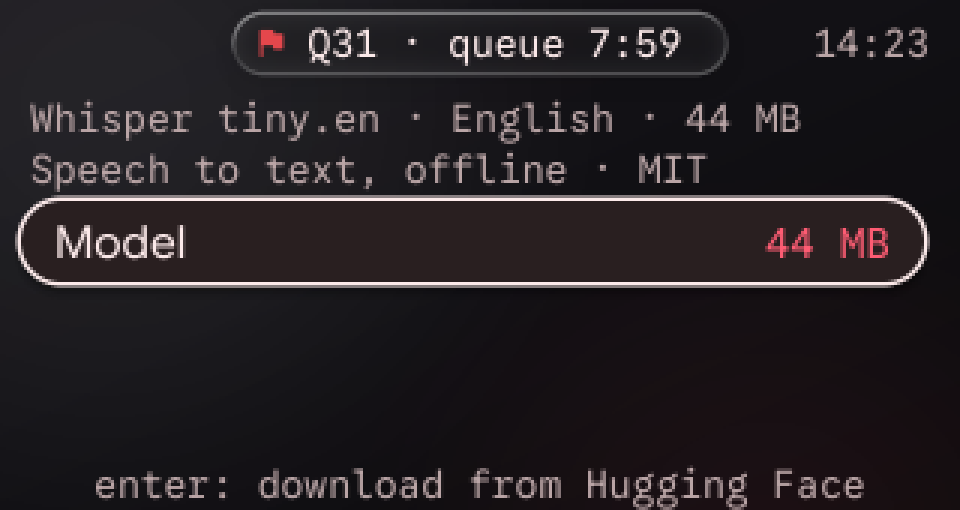 Q31 · queue 7:59
14:23
Whisper tiny.en · English · 44 MB
Speech to text, offline · MIT
Model 44 MB
enter: download from Hugging Face